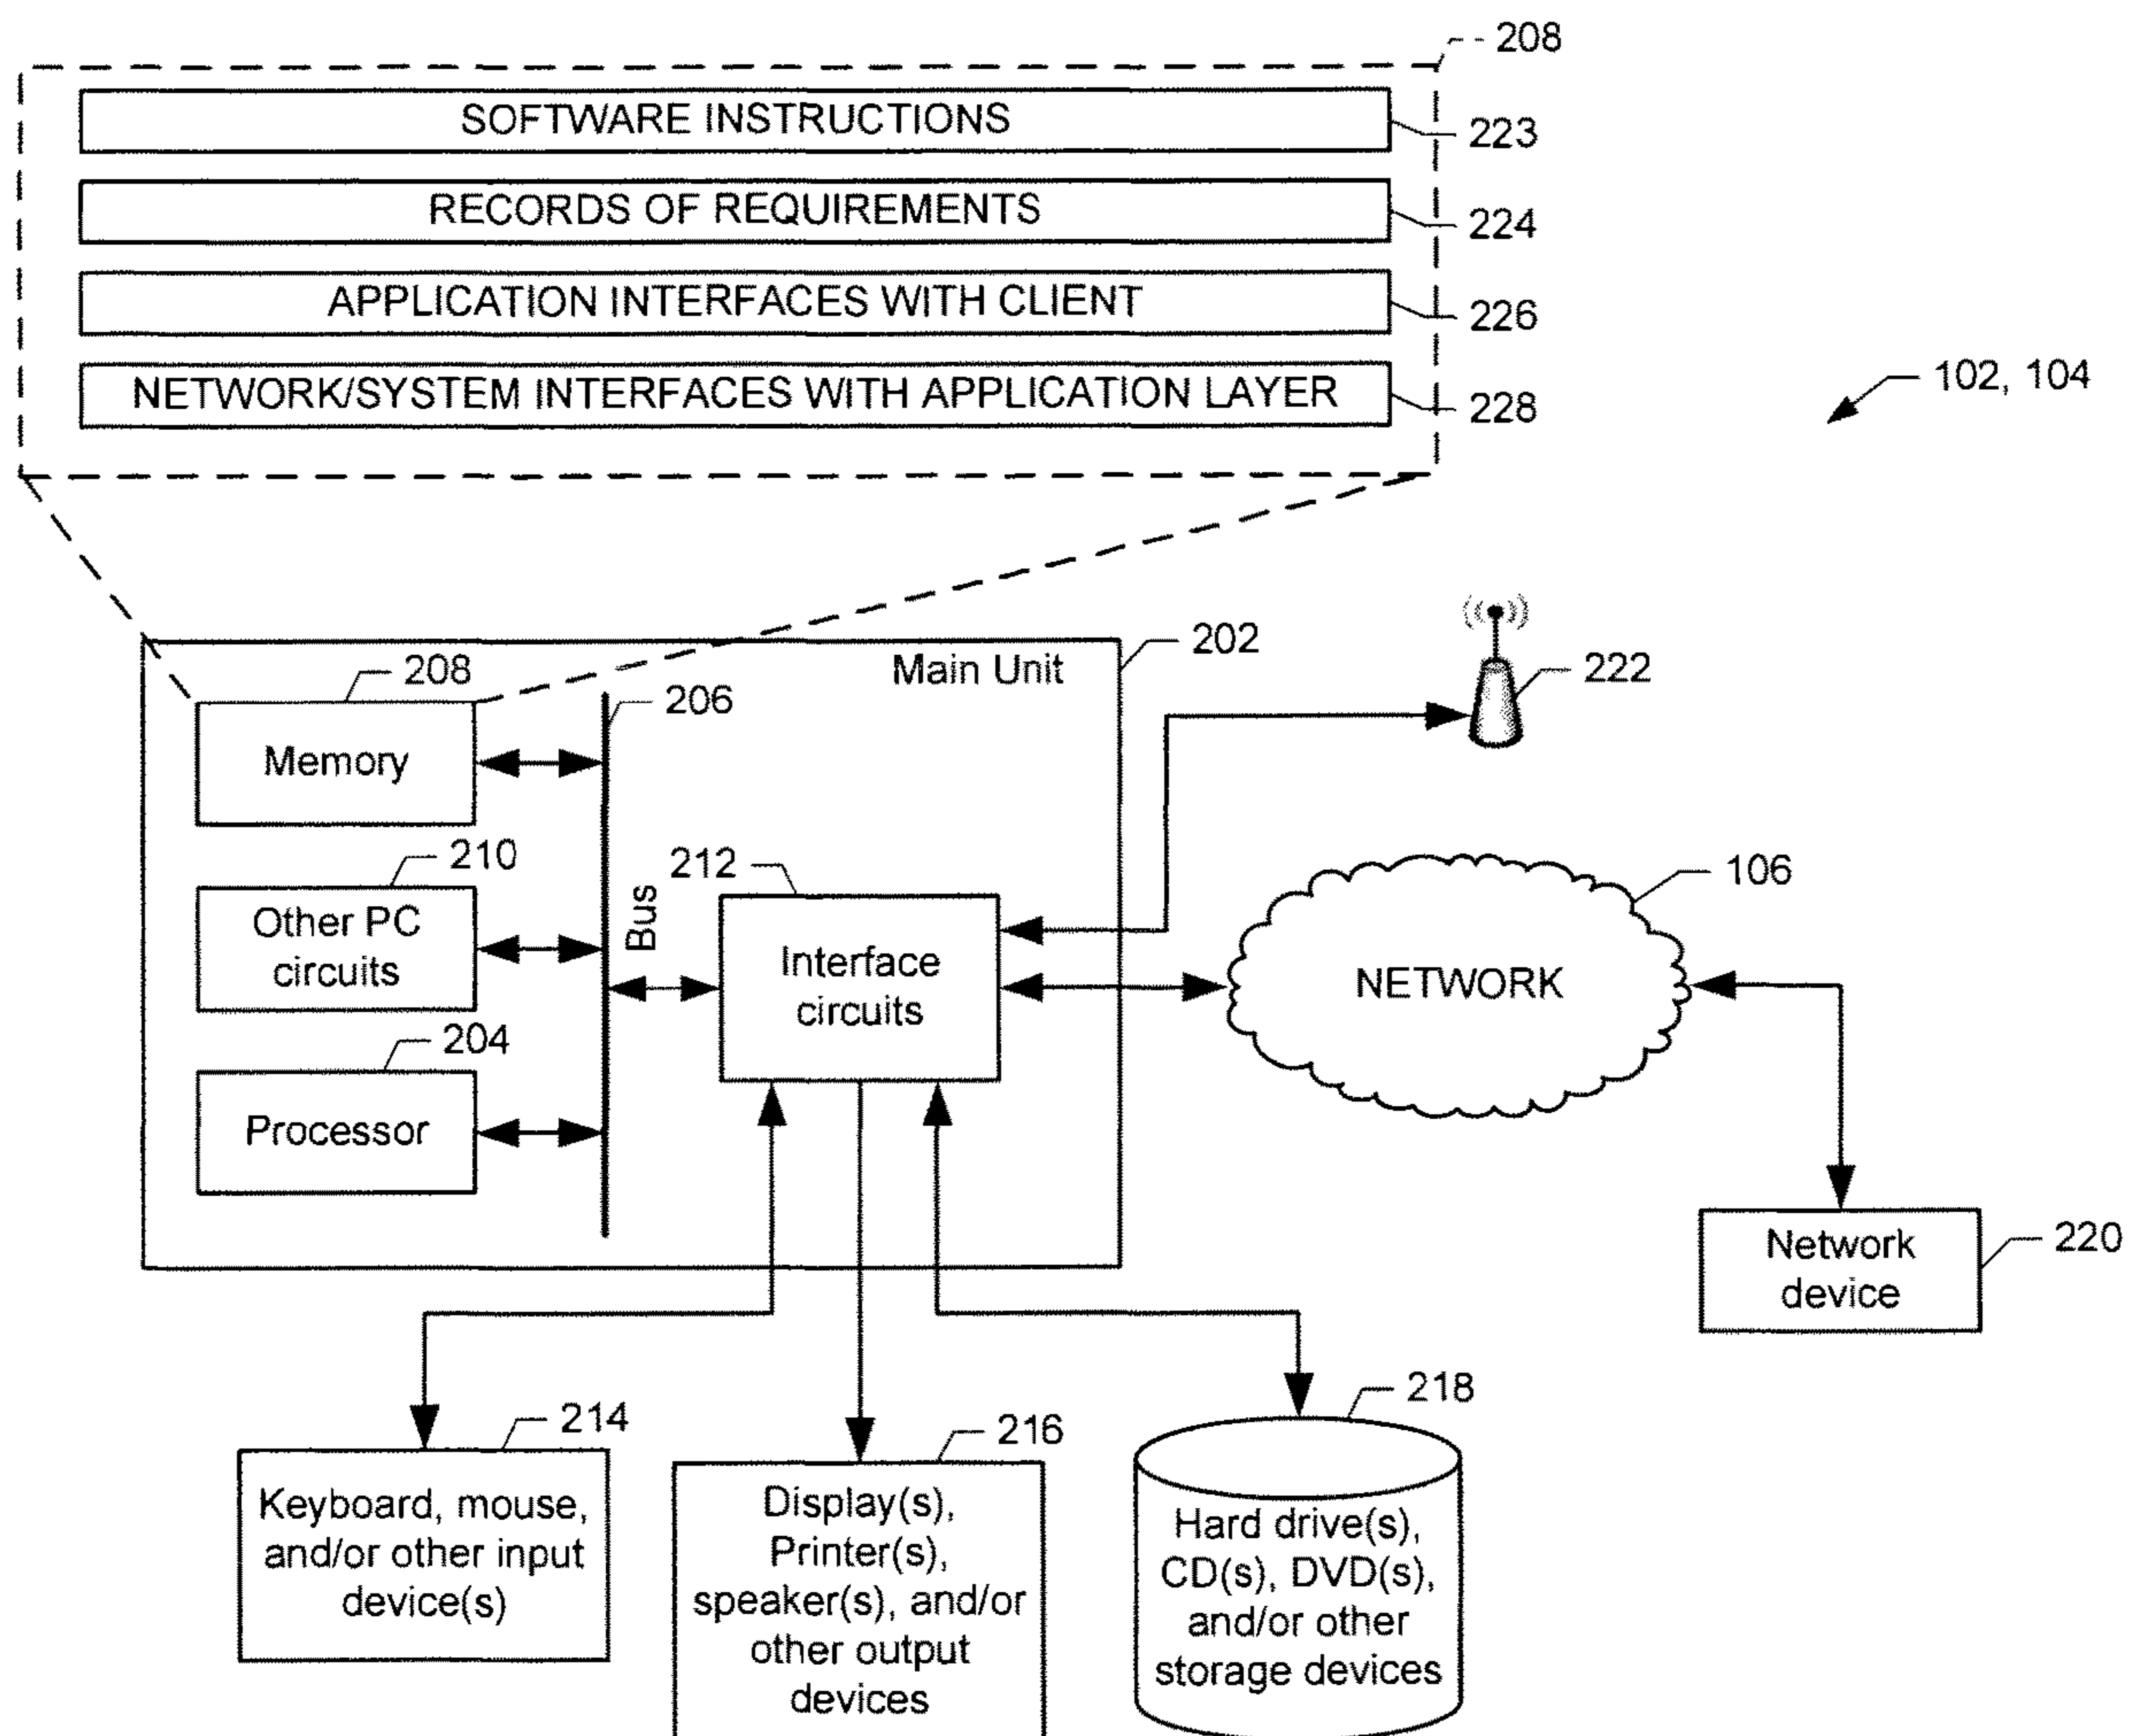 208
SOFTWARE INSTRUCTIONS
223
RECORDS OF REQUIREMENTS
224
APPLICATION INTERFACES WITH CLIENT
226
NETWORK/SYSTEM INTERFACES WITH APPLICATION LAYER
228
102, 104
202
Main Unit
208
206
222
Memory
210
212
106
Other PC
circuits
Bus
Interface
circuits
NETWORK
204
Processor
Network
device
220
214
216
218
Keyboard, mouse,
and/or other input
device(s)
Display(s),
Printer(s),
speaker(s), and/or
other output
devices
Hard drive(s),
CD(s), DVD(s),
and/or other
storage devices